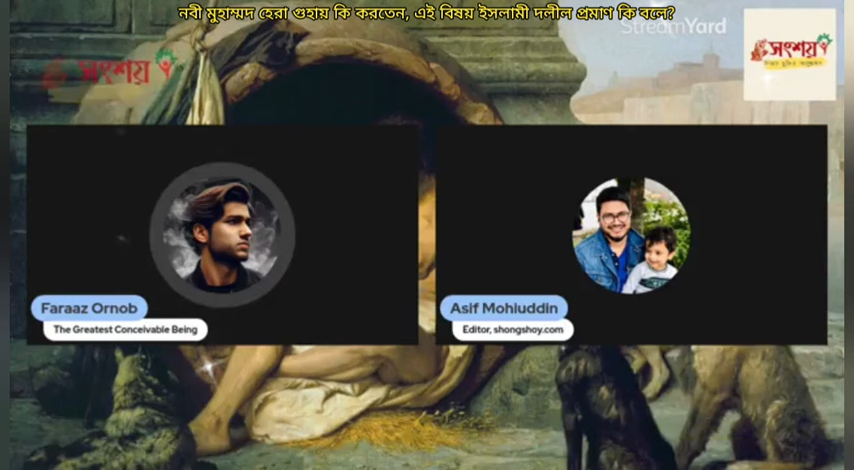 নবী মুহাম্মদ হেরা গুহায় কি করতেন, এই বিষয় ইসলামী দলীল প্রমাণ কি বলে?
StreamYard
সংশয়
সংশয়
Faraaz Ornob
The Greatest Conceivable Being
Asif Mohiuddin
Editor, shongshoy.com